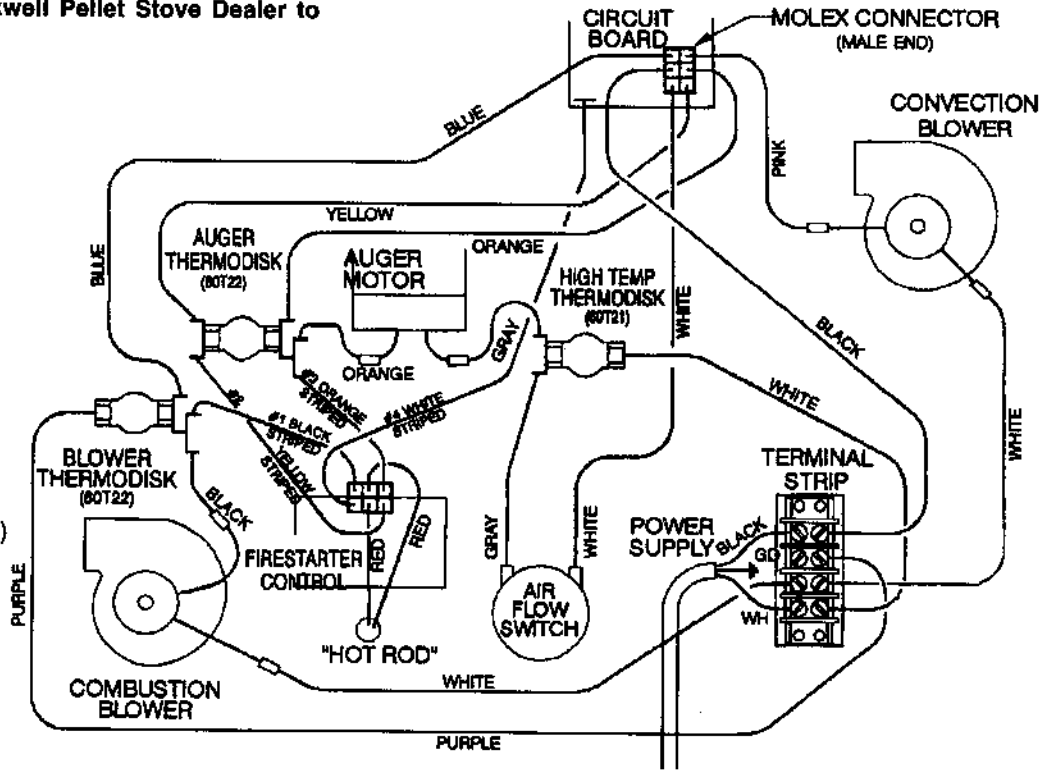 xwell Pellet Stove Dealer to
CIRCUIT
BOARD
MOLEX CONNECTOR
(MALE END)
CONVECTION
BLOWER
BLUE
PINK
YELLOW
ORANGE
AUGER
THERMODISK
(60T22)
AUGER
MOTOR
HIGH TEMP
THERMODISK
(60T21)
BLUE
WHITE
GRAY
BLACK
ORANGE
#2
#3 ORANGE
STRIPED
#4 WHITE
STRIPED
#1 BLACK
STRIPED
YELLOW
STRIPED
WHITE
WHITE
BLOWER
THERMODISK
(60T22)
TERMINAL
STRIP
BLACK
POWER
SUPPLY
BLACK
GD
WH
)
FIRESTARTER
CONTROL
RED
RED
GRAY
WHITE
AIR
FLOW
SWITCH
PURPLE
"HOT ROD"
WHITE
COMBUSTION
BLOWER
PURPLE